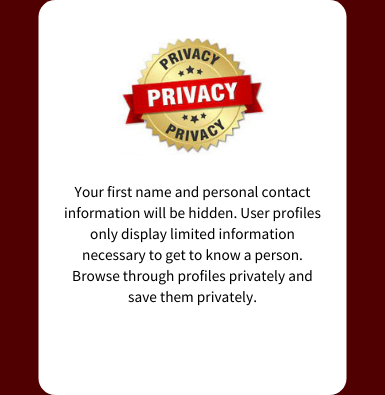 PRIVACY
PRIVACY
PRIVACY
Your first name and personal contact
information will be hidden. User profiles
only display limited information
necessary to get to know a person.
Browse through profiles privately and
save them privately.